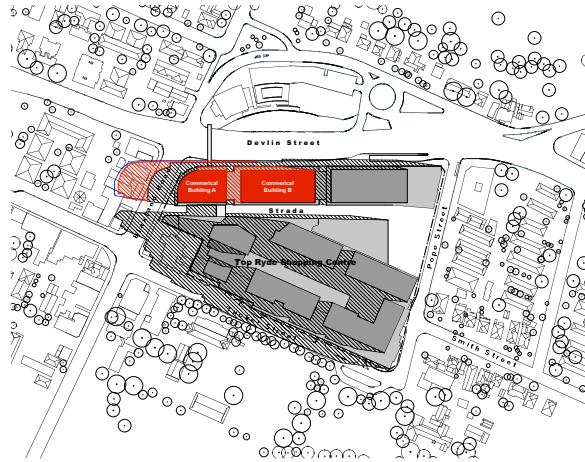 Devlin Street
Commerical
Building A
Commerical
Building B
Strada
Top Ryde Shopping Centre
Pope Street
Smith Street